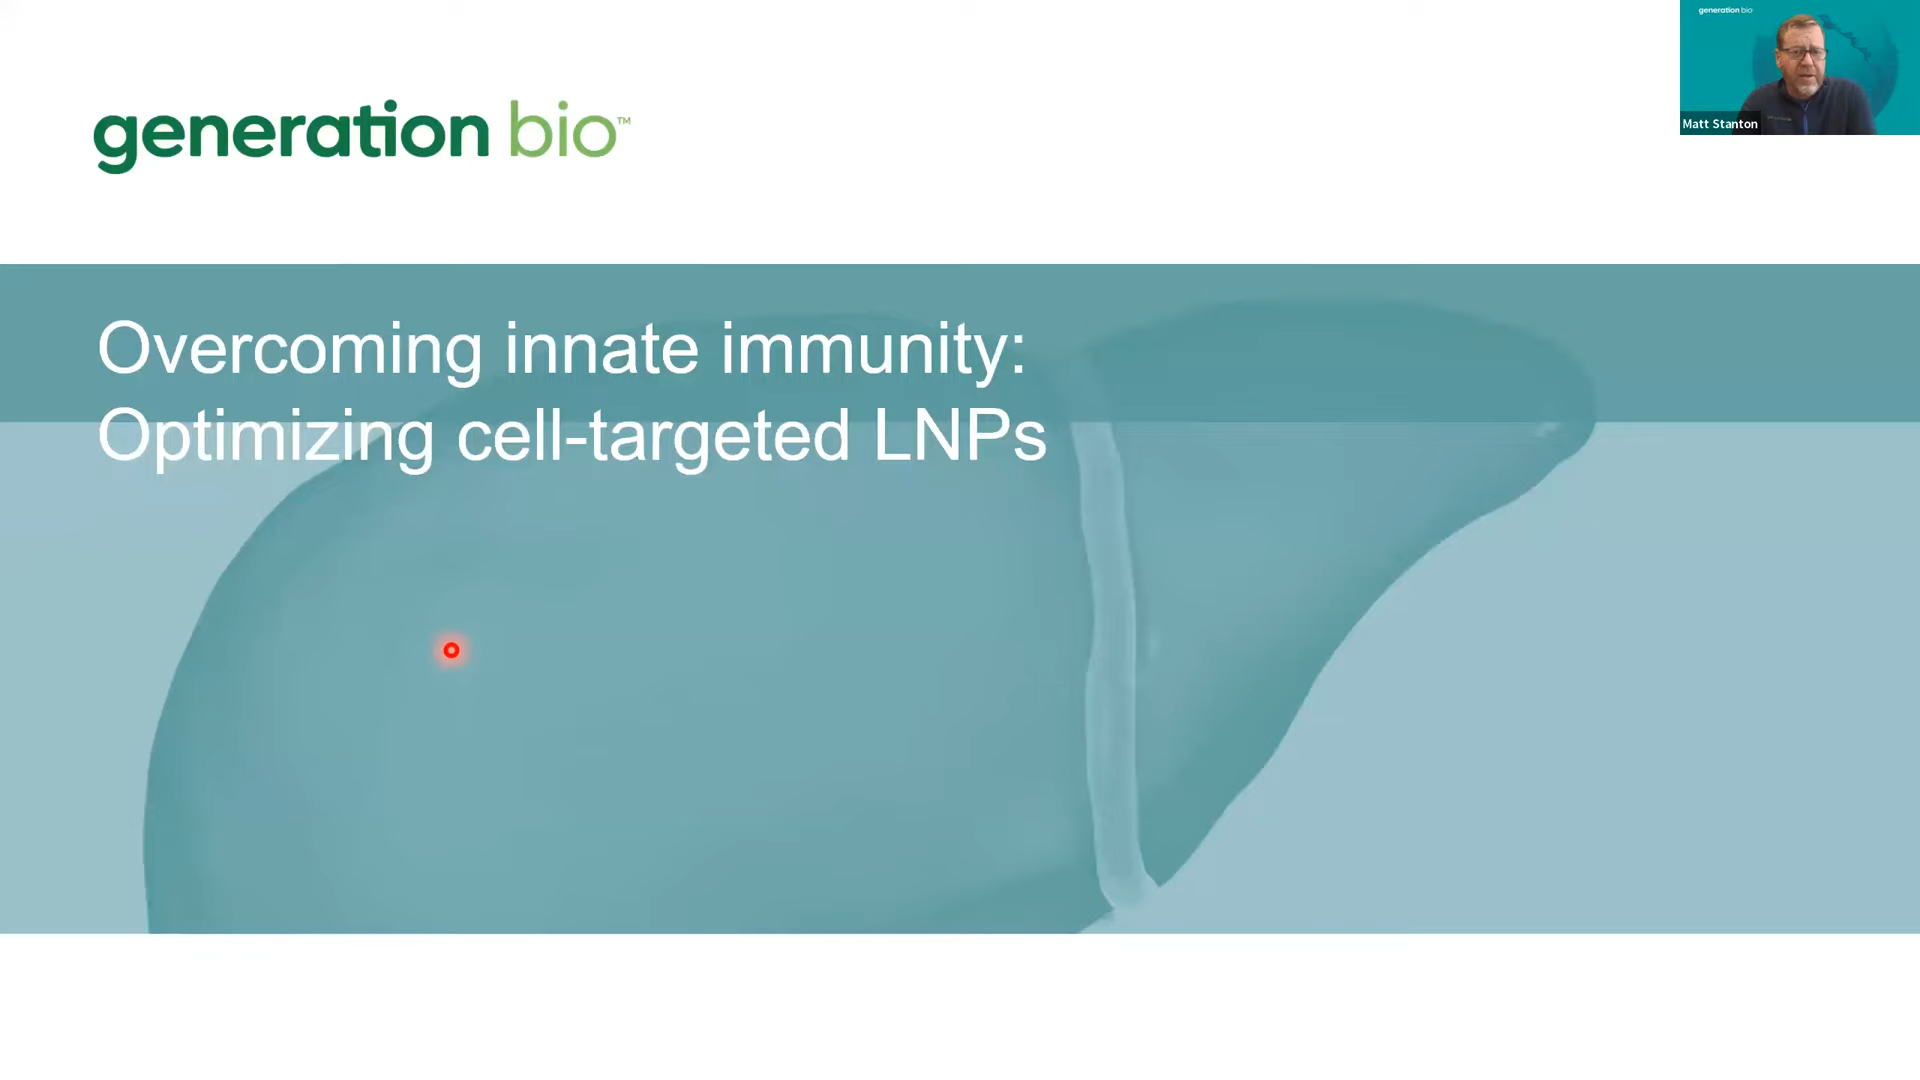 generation bio™
generation bio
Matt Stanton
Overcoming innate immunity:
Optimizing cell-targeted LNPs